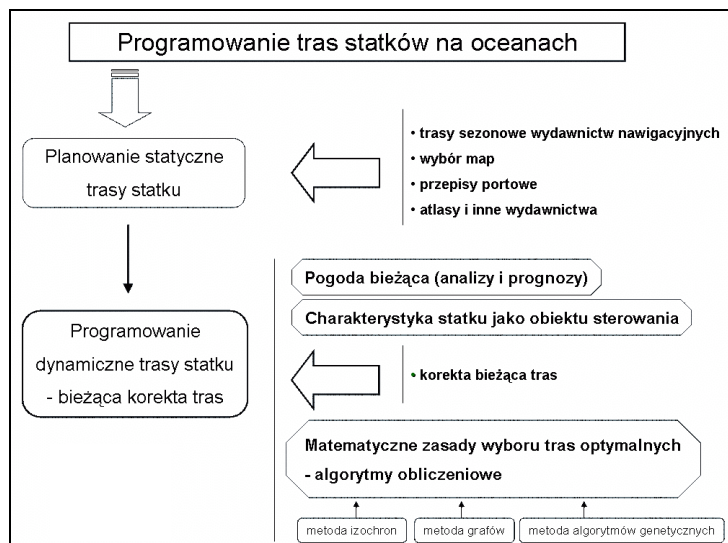 Programowanie tras statków na oceanach
Planowanie statyczne
trasy statku
• trasy sezonowe wydawnictw nawigacyjnych
• wybór map
• przepisy portowe
• atlasy i inne wydawnictwa
Pogoda bieżąca (analizy i prognozy)
Charakterystyka statku jako obiektu sterowania
Programowanie
dynamiczne trasy statku
- bieżąca korekta tras
• korekta bieżąca tras
Matematyczne zasady wyboru tras optymalnych
- algorytmy obliczeniowe
metoda izochron
metoda grafów
metoda algorytmów genetycznych